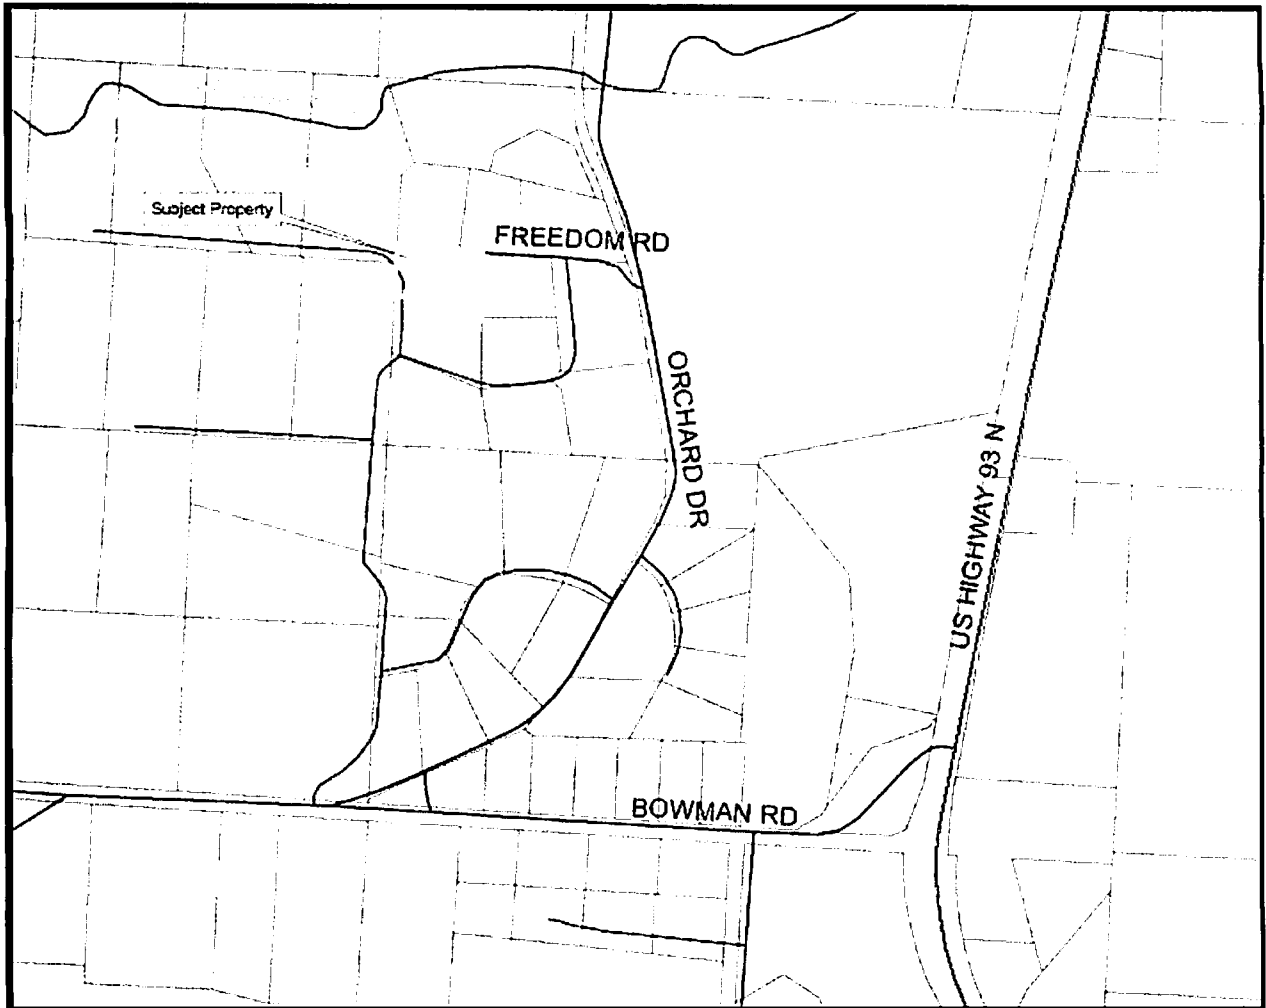 Subject Property
FREEDOM RD
ORCHARD DR
US HIGHWAY 93 N
BOWMAN RD